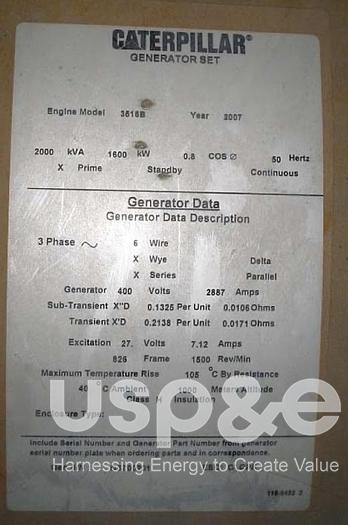 CATERPILLAR®
GENERATOR SET
Engine Model 3516B Year 2007
2000 kVA 1600 kW 0.8 COS Ø 50 Hertz
X Prime Standby Continuous
Generator Data
Generator Data Description
3 Phase ~ 6 Wire
X Wye Delta
X Series Parallel
Generator 400 Volts 2887 Amps
Sub-Transient X"D 0.1325 Per Unit 0.0106 Ohms
Transient X'D 0.2138 Per Unit 0.0171 Ohms
Excitation 27. Volts 7.12 Amps
826 Frame 1500 Rev/Min
Maximum Temperature Rise 105 °C By Resistance
40 °C Ambient 1000 Meters Altitude
Class H Insulation
Enclosure Type:
usp&e
Include Serial Number and Generator Part Number from generator
serial number plate when ordering parts and in correspondence.
Harnessing Energy to Create Value